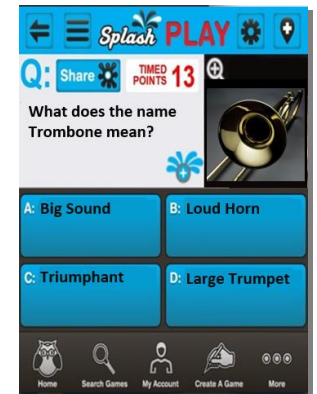 Splash PLAY
Q: Share TIMED POINTS 13
What does the name
Trombone mean?
A: Big Sound
B: Loud Horn
C: Triumphant
D: Large Trumpet
Home Search Games My Account Create A Game More